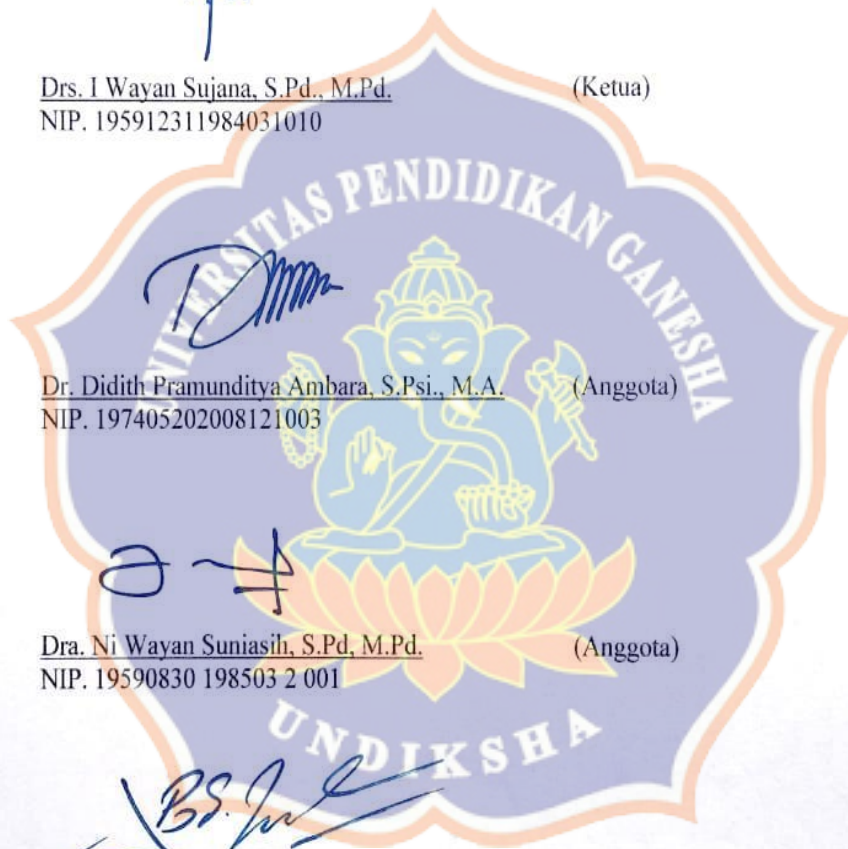 Drs. I Wayan Sujana, S.Pd., M.Pd. (Ketua)
NIP. 195912311984031010
UNIVERSITAS PENDIDIKAN GANESHA
Dr. Didith Pramunditya Ambara, S.Psi., M.A. (Anggota)
NIP. 197405202008121003
Dra. Ni Wayan Suniasih, S.Pd, M.Pd. (Anggota)
NIP. 19590830 198503 2 001
UNDIKSHA